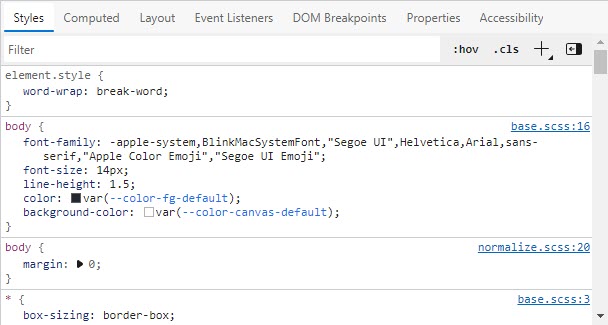 Styles Computed Layout Event Listeners DOM Breakpoints Properties Accessibility
Filter :hov .cls
element.style {
word-wrap: break-word;
}
body { base.scss:16
font-family: -apple-system,BlinkMacSystemFont,"Segoe UI",Helvetica,Arial,sans-
serif,"Apple Color Emoji","Segoe UI Emoji";
font-size: 14px;
line-height: 1.5;
color: var(--color-fg-default);
background-color: var(--color-canvas-default);
}
body { normalize.scss:20
margin: 0;
}
* { base.scss:3
box-sizing: border-box;